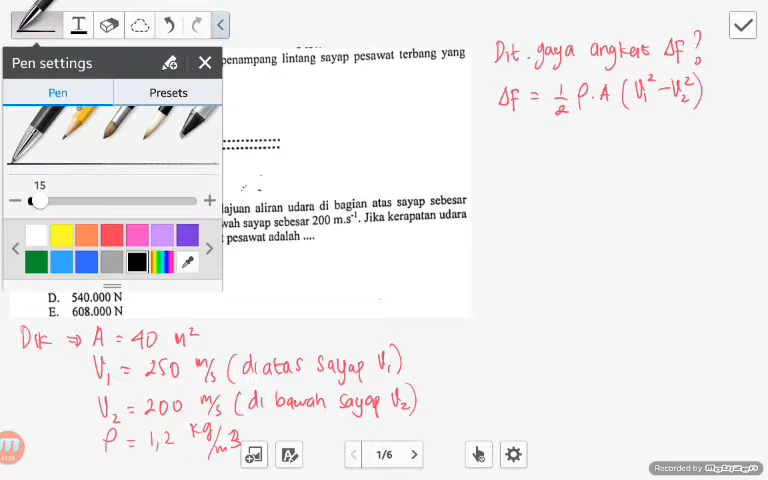 T
<
Pen settings
Pen Presets
15
penampang lintang sayap pesawat terbang yang
lajuan aliran udara di bagian atas sayap sebesar
wah sayap sebesar 200 m.s⁻¹. Jika kerapatan udara
pesawat adalah ....
D. 540.000 N
E. 608.000 N
Dit. gaya angkat ΔF?
ΔF = 1/2 ρ.A (V₁² - V₂²)
Dik ⇒ A = 40 m²
V₁ = 250 m/s (di atas sayap V₁)
V₂ = 200 m/s (di bawah sayap V₂)
ρ = 1,2 kg/m³
1/6
Recorded by Mobizen